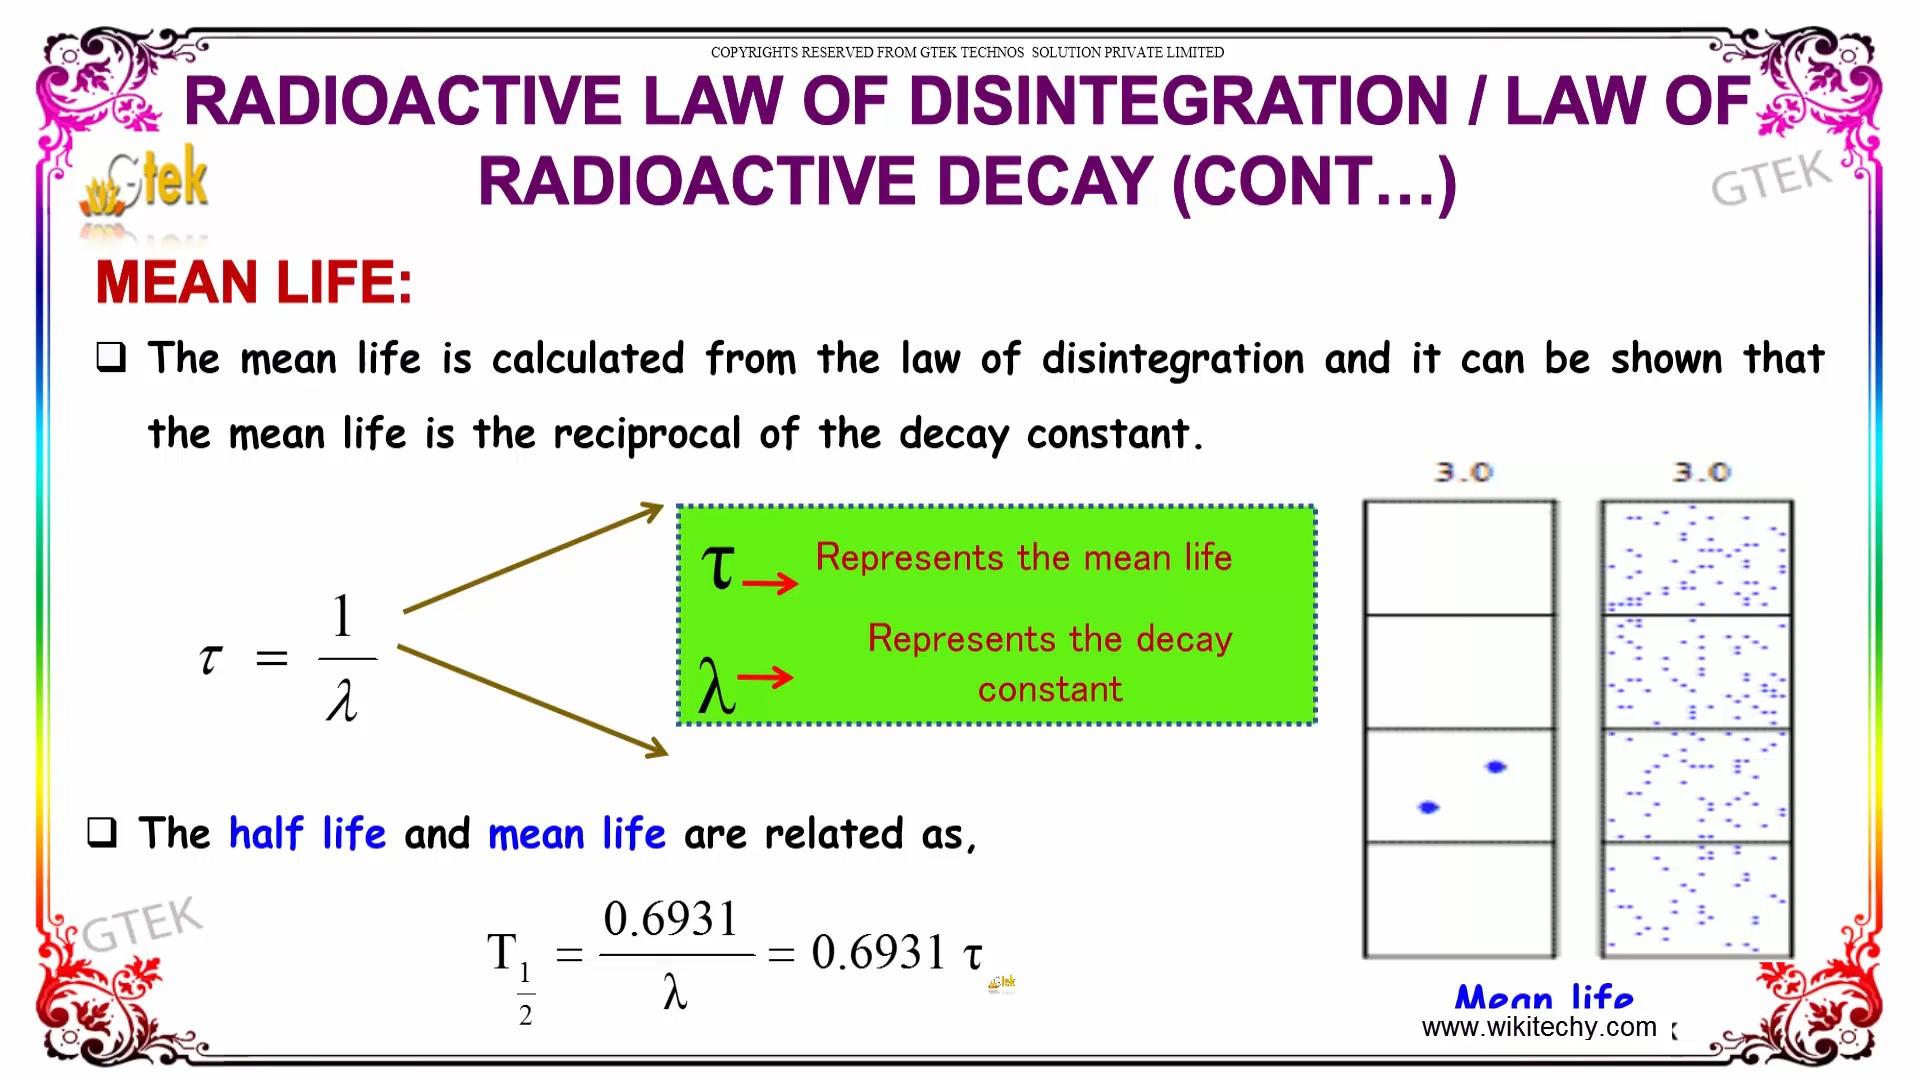 COPYRIGHTS RESERVED FROM GTEK TECHNOS SOLUTION PRIVATE LIMITED
RADIOACTIVE LAW OF DISINTEGRATION / LAW OF
RADIOACTIVE DECAY (CONT…)
Gtek
GTEK
MEAN LIFE:
❑ The mean life is calculated from the law of disintegration and it can be shown that
the mean life is the reciprocal of the decay constant.
3.0 3.0
τ = 1/λ
τ → Represents the mean life
λ → Represents the decay
constant
❑ The half life and mean life are related as,
GTEK
T 1/2 = 0.6931/λ = 0.6931 τ
Gtek
Mean life
www.wikitechy.com